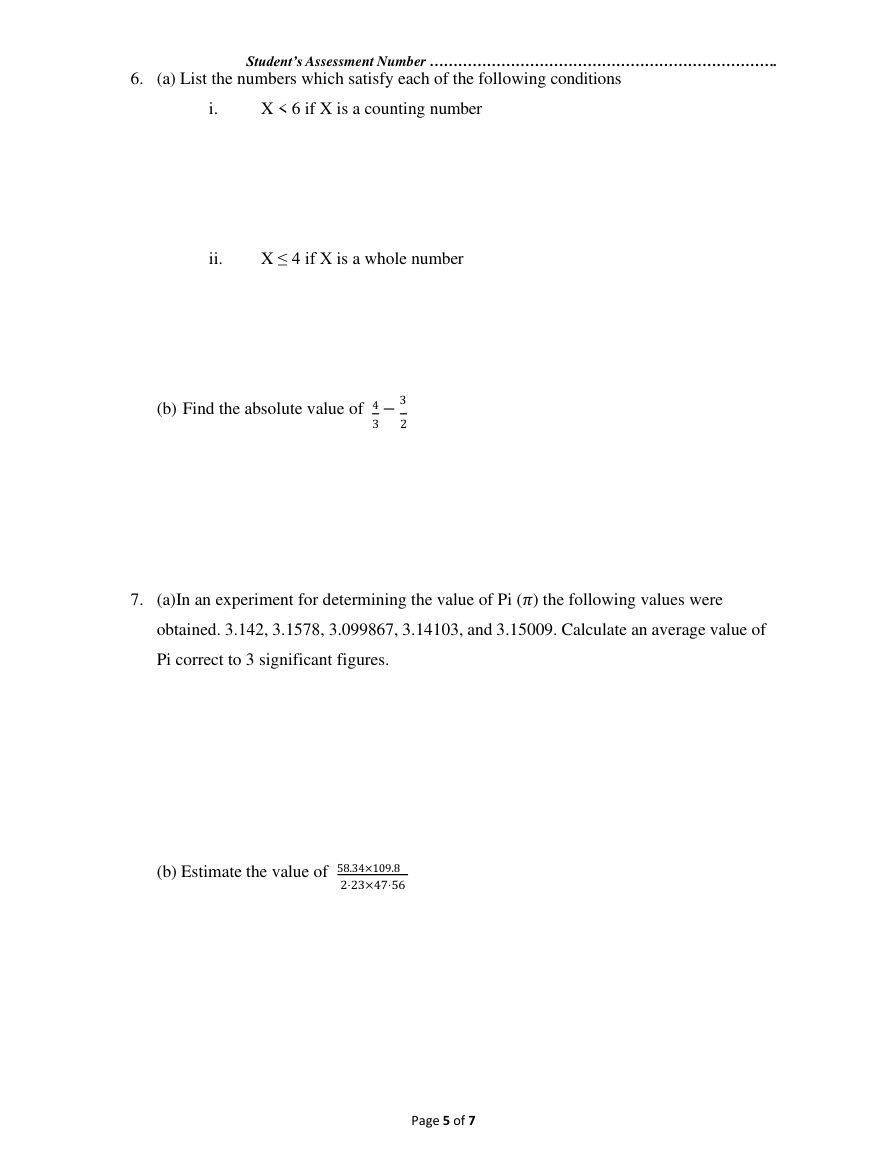 Student's Assessment Number ……………………………………………………………….
6. (a) List the numbers which satisfy each of the following conditions
i. X < 6 if X is a counting number
ii. X ≤ 4 if X is a whole number
(b) Find the absolute value of 4/3 − 3/2
7. (a)In an experiment for determining the value of Pi (π) the following values were
obtained. 3.142, 3.1578, 3.099867, 3.14103, and 3.15009. Calculate an average value of
Pi correct to 3 significant figures.
(b) Estimate the value of 58.34×109.8 / 2·23×47·56
Page 5 of 7